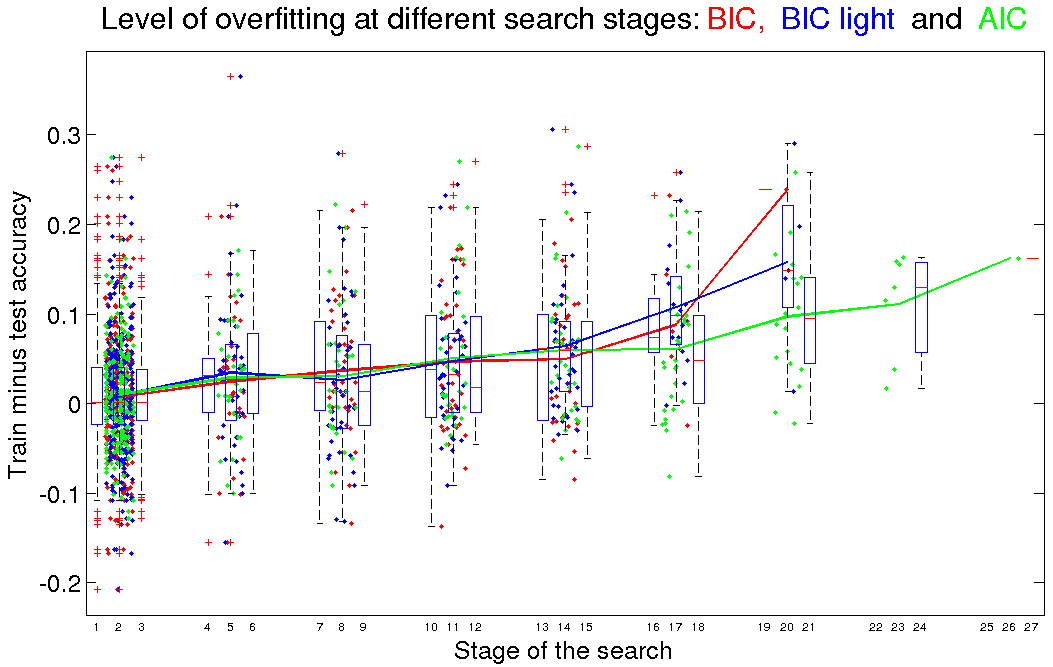 Level of overfitting at different search stages: BIC, BIC light and AIC
0.3
0.2
0.1
0
-0.1
-0.2
Train minus test accuracy
1 2 3 4 5 6 7 8 9 10 11 12 13 14 15 16 17 18 19 20 21 22 23 24 25 26 27
Stage of the search